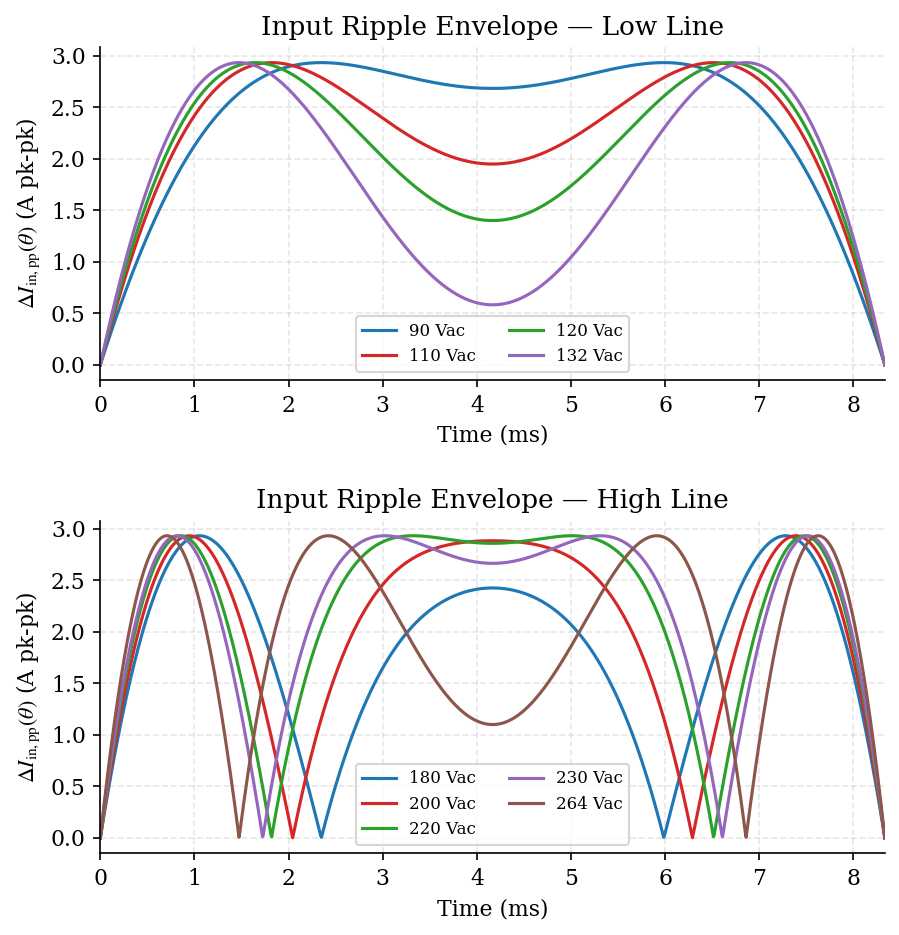 Input Ripple Envelope — Low Line
ΔI_in,pp(θ) (A pk-pk)
3.0
2.5
2.0
1.5
1.0
0.5
0.0
90 Vac 120 Vac
110 Vac 132 Vac
0 1 2 3 4 5 6 7 8
Time (ms)
Input Ripple Envelope — High Line
ΔI_in,pp(θ) (A pk-pk)
3.0
2.5
2.0
1.5
1.0
0.5
0.0
180 Vac 230 Vac
200 Vac 264 Vac
220 Vac
0 1 2 3 4 5 6 7 8
Time (ms)